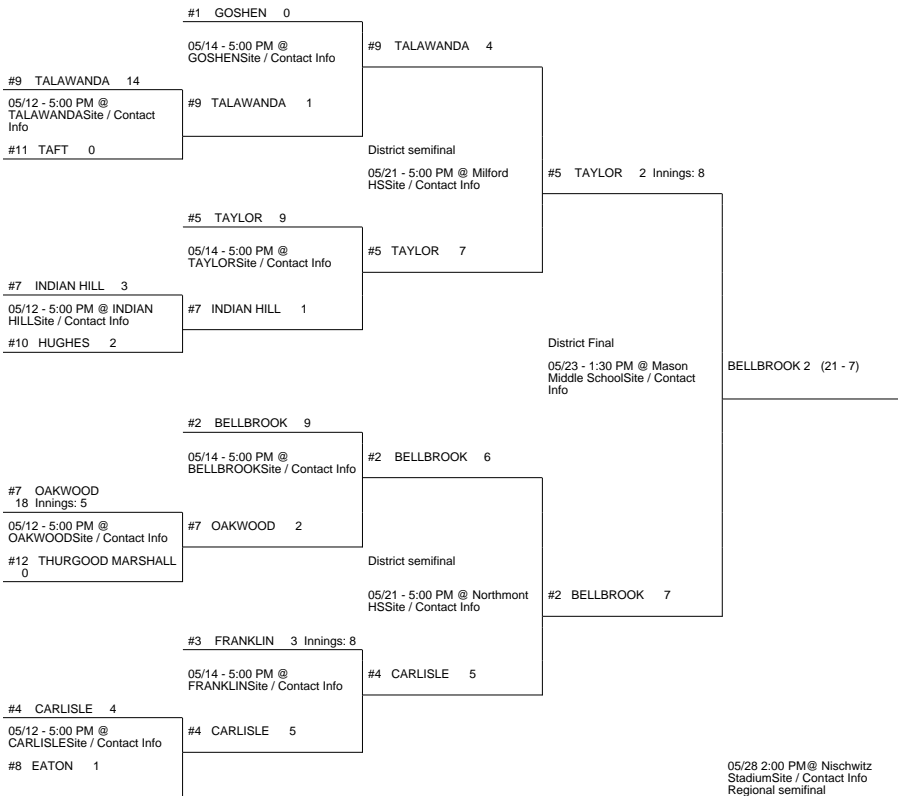 #1 GOSHEN 0
05/14 - 5:00 PM @
GOSHENSite / Contact Info
#9 TALAWANDA 4
#9 TALAWANDA 14
05/12 - 5:00 PM @
TALAWANDASite / Contact
Info
#9 TALAWANDA 1
#11 TAFT 0
District semifinal
05/21 - 5:00 PM @ Milford
HSSite / Contact Info
#5 TAYLOR 2 Innings: 8
#5 TAYLOR 9
05/14 - 5:00 PM @
TAYLORSite / Contact Info
#5 TAYLOR 7
#7 INDIAN HILL 3
05/12 - 5:00 PM @ INDIAN
HILLSite / Contact Info
#7 INDIAN HILL 1
#10 HUGHES 2
District Final
05/23 - 1:30 PM @ Mason
Middle SchoolSite / Contact
Info
BELLBROOK 2 (21 - 7)
#2 BELLBROOK 9
05/14 - 5:00 PM @
BELLBROOKSite / Contact Info
#2 BELLBROOK 6
#7 OAKWOOD
18 Innings: 5
05/12 - 5:00 PM @
OAKWOODSite / Contact Info
#7 OAKWOOD 2
#12 THURGOOD MARSHALL
0
District semifinal
05/21 - 5:00 PM @ Northmont
HSSite / Contact Info
#2 BELLBROOK 7
#3 FRANKLIN 3 Innings: 8
05/14 - 5:00 PM @
FRANKLINSite / Contact Info
#4 CARLISLE 5
#4 CARLISLE 4
05/12 - 5:00 PM @
CARLISLESite / Contact Info
#4 CARLISLE 5
#8 EATON 1
05/28 2:00 PM@ Nischwitz
StadiumSite / Contact Info
Regional semifinal